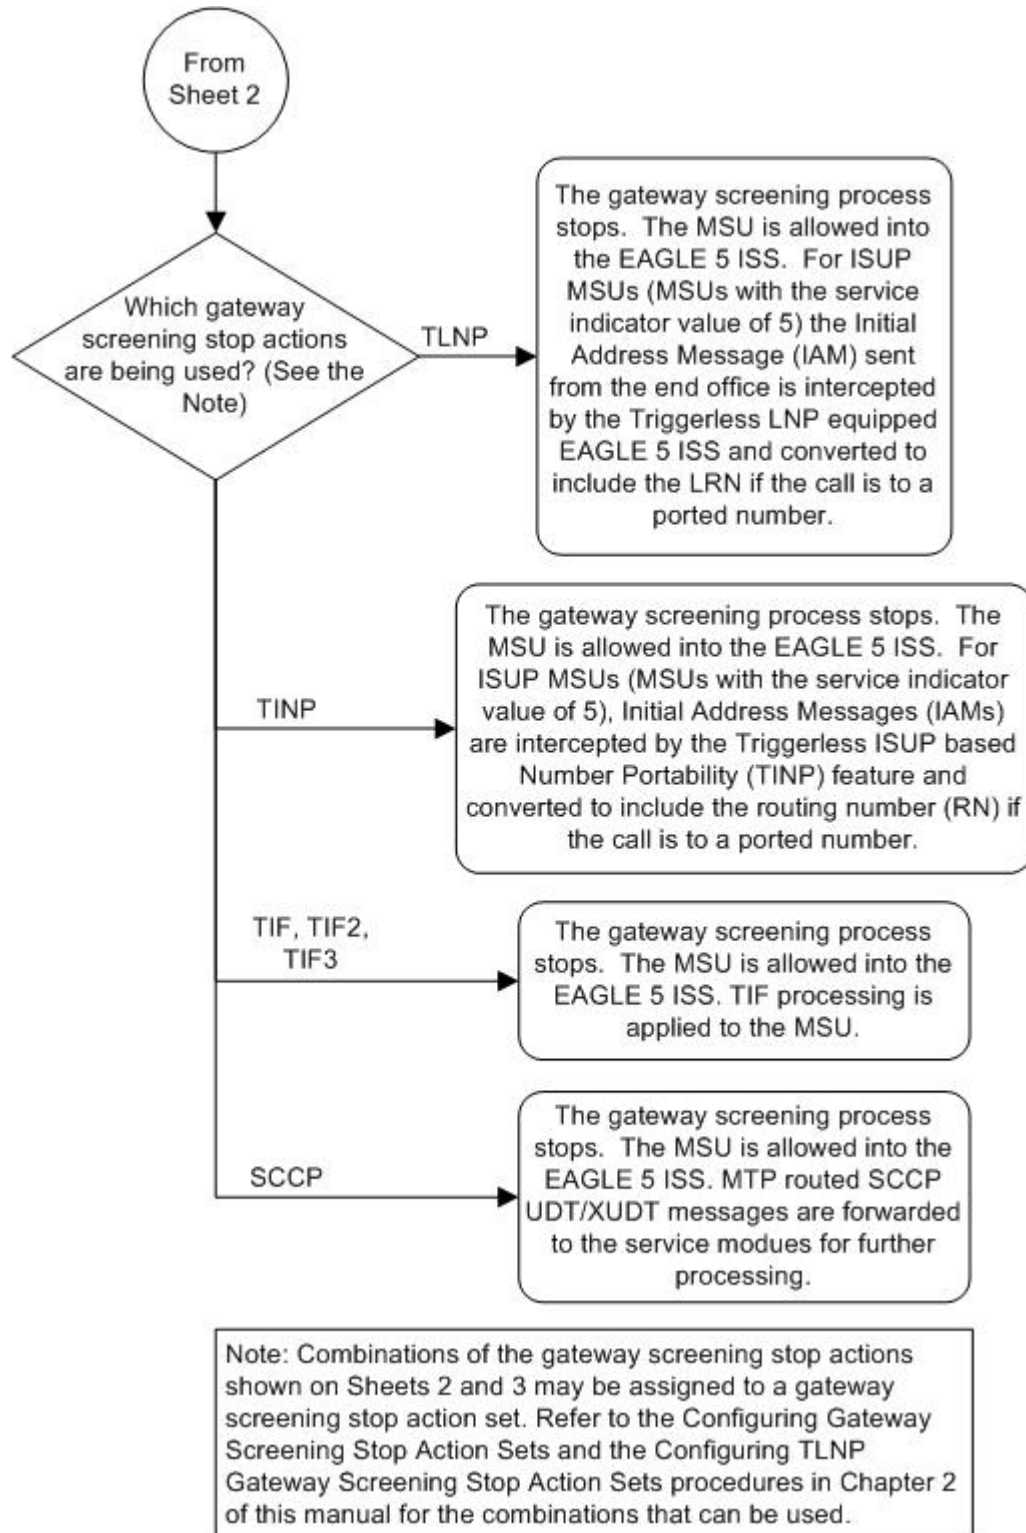 From
Sheet 2
Which gateway
screening stop actions
are being used? (See the
Note)
TLNP
The gateway screening process
stops. The MSU is allowed into
the EAGLE 5 ISS. For ISUP
MSUs (MSUs with the service
indicator value of 5) the Initial
Address Message (IAM) sent
from the end office is intercepted
by the Triggerless LNP equipped
EAGLE 5 ISS and converted to
include the LRN if the call is to a
ported number.
TINP
The gateway screening process stops. The
MSU is allowed into the EAGLE 5 ISS. For
ISUP MSUs (MSUs with the service indicator
value of 5), Initial Address Messages (IAMs)
are intercepted by the Triggerless ISUP based
Number Portability (TINP) feature and
converted to include the routing number (RN) if
the call is to a ported number.
TIF, TIF2,
TIF3
The gateway screening process
stops. The MSU is allowed into the
EAGLE 5 ISS. TIF processing is
applied to the MSU.
SCCP
The gateway screening process
stops. The MSU is allowed into the
EAGLE 5 ISS. MTP routed SCCP
UDT/XUDT messages are forwarded
to the service modues for further
processing.
Note: Combinations of the gateway screening stop actions
shown on Sheets 2 and 3 may be assigned to a gateway
screening stop action set. Refer to the Configuring Gateway
Screening Stop Action Sets and the Configuring TLNP
Gateway Screening Stop Action Sets procedures in Chapter 2
of this manual for the combinations that can be used.